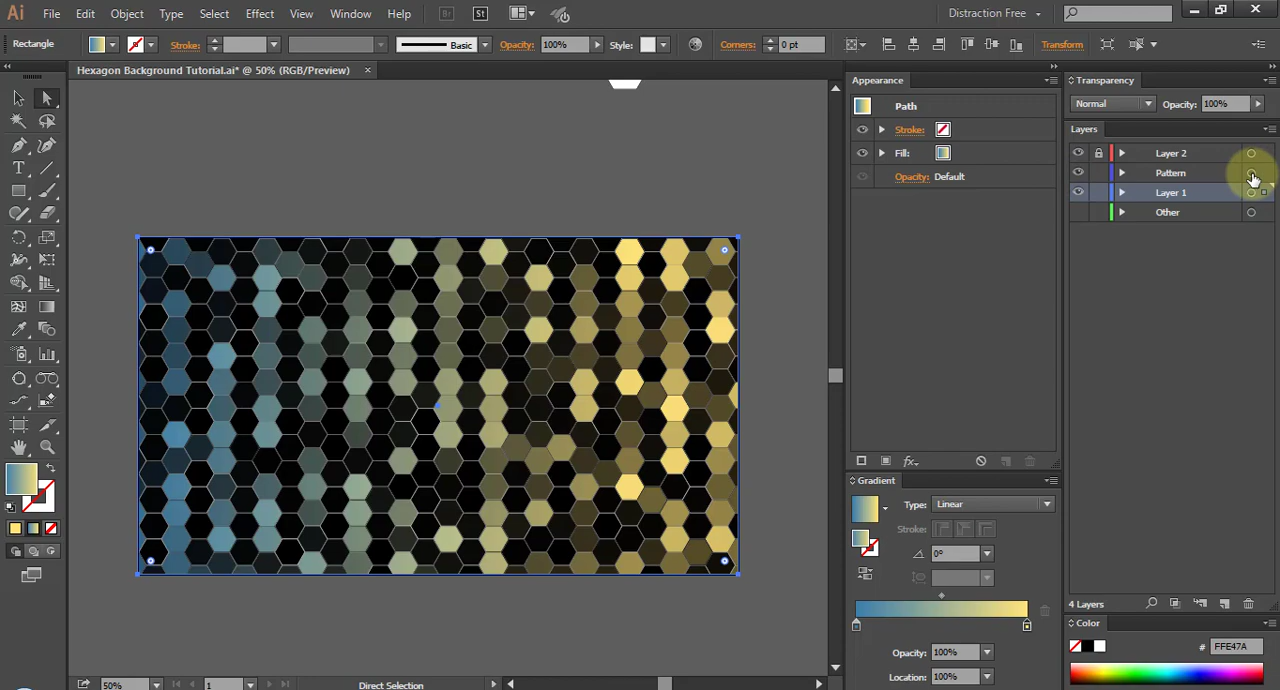 Ai File Edit Object Type Select Effect View Window Help Br St Distraction Free
Rectangle Stroke: Basic Opacity: 100% Style: Corners: 0 pt Transform
Hexagon Background Tutorial.ai* @ 50% (RGB/Preview) ×
Appearance
Path
Stroke:
Fill:
Opacity: Default
fx
Gradient
Type: Linear
Stroke:
0°
Opacity: 100%
Location: 100%
Transparency
Normal Opacity: 100%
Layers
Layer 2
Pattern
Layer 1
Other
4 Layers
Color
# FFE47A
T
50% 1 Direct Selection